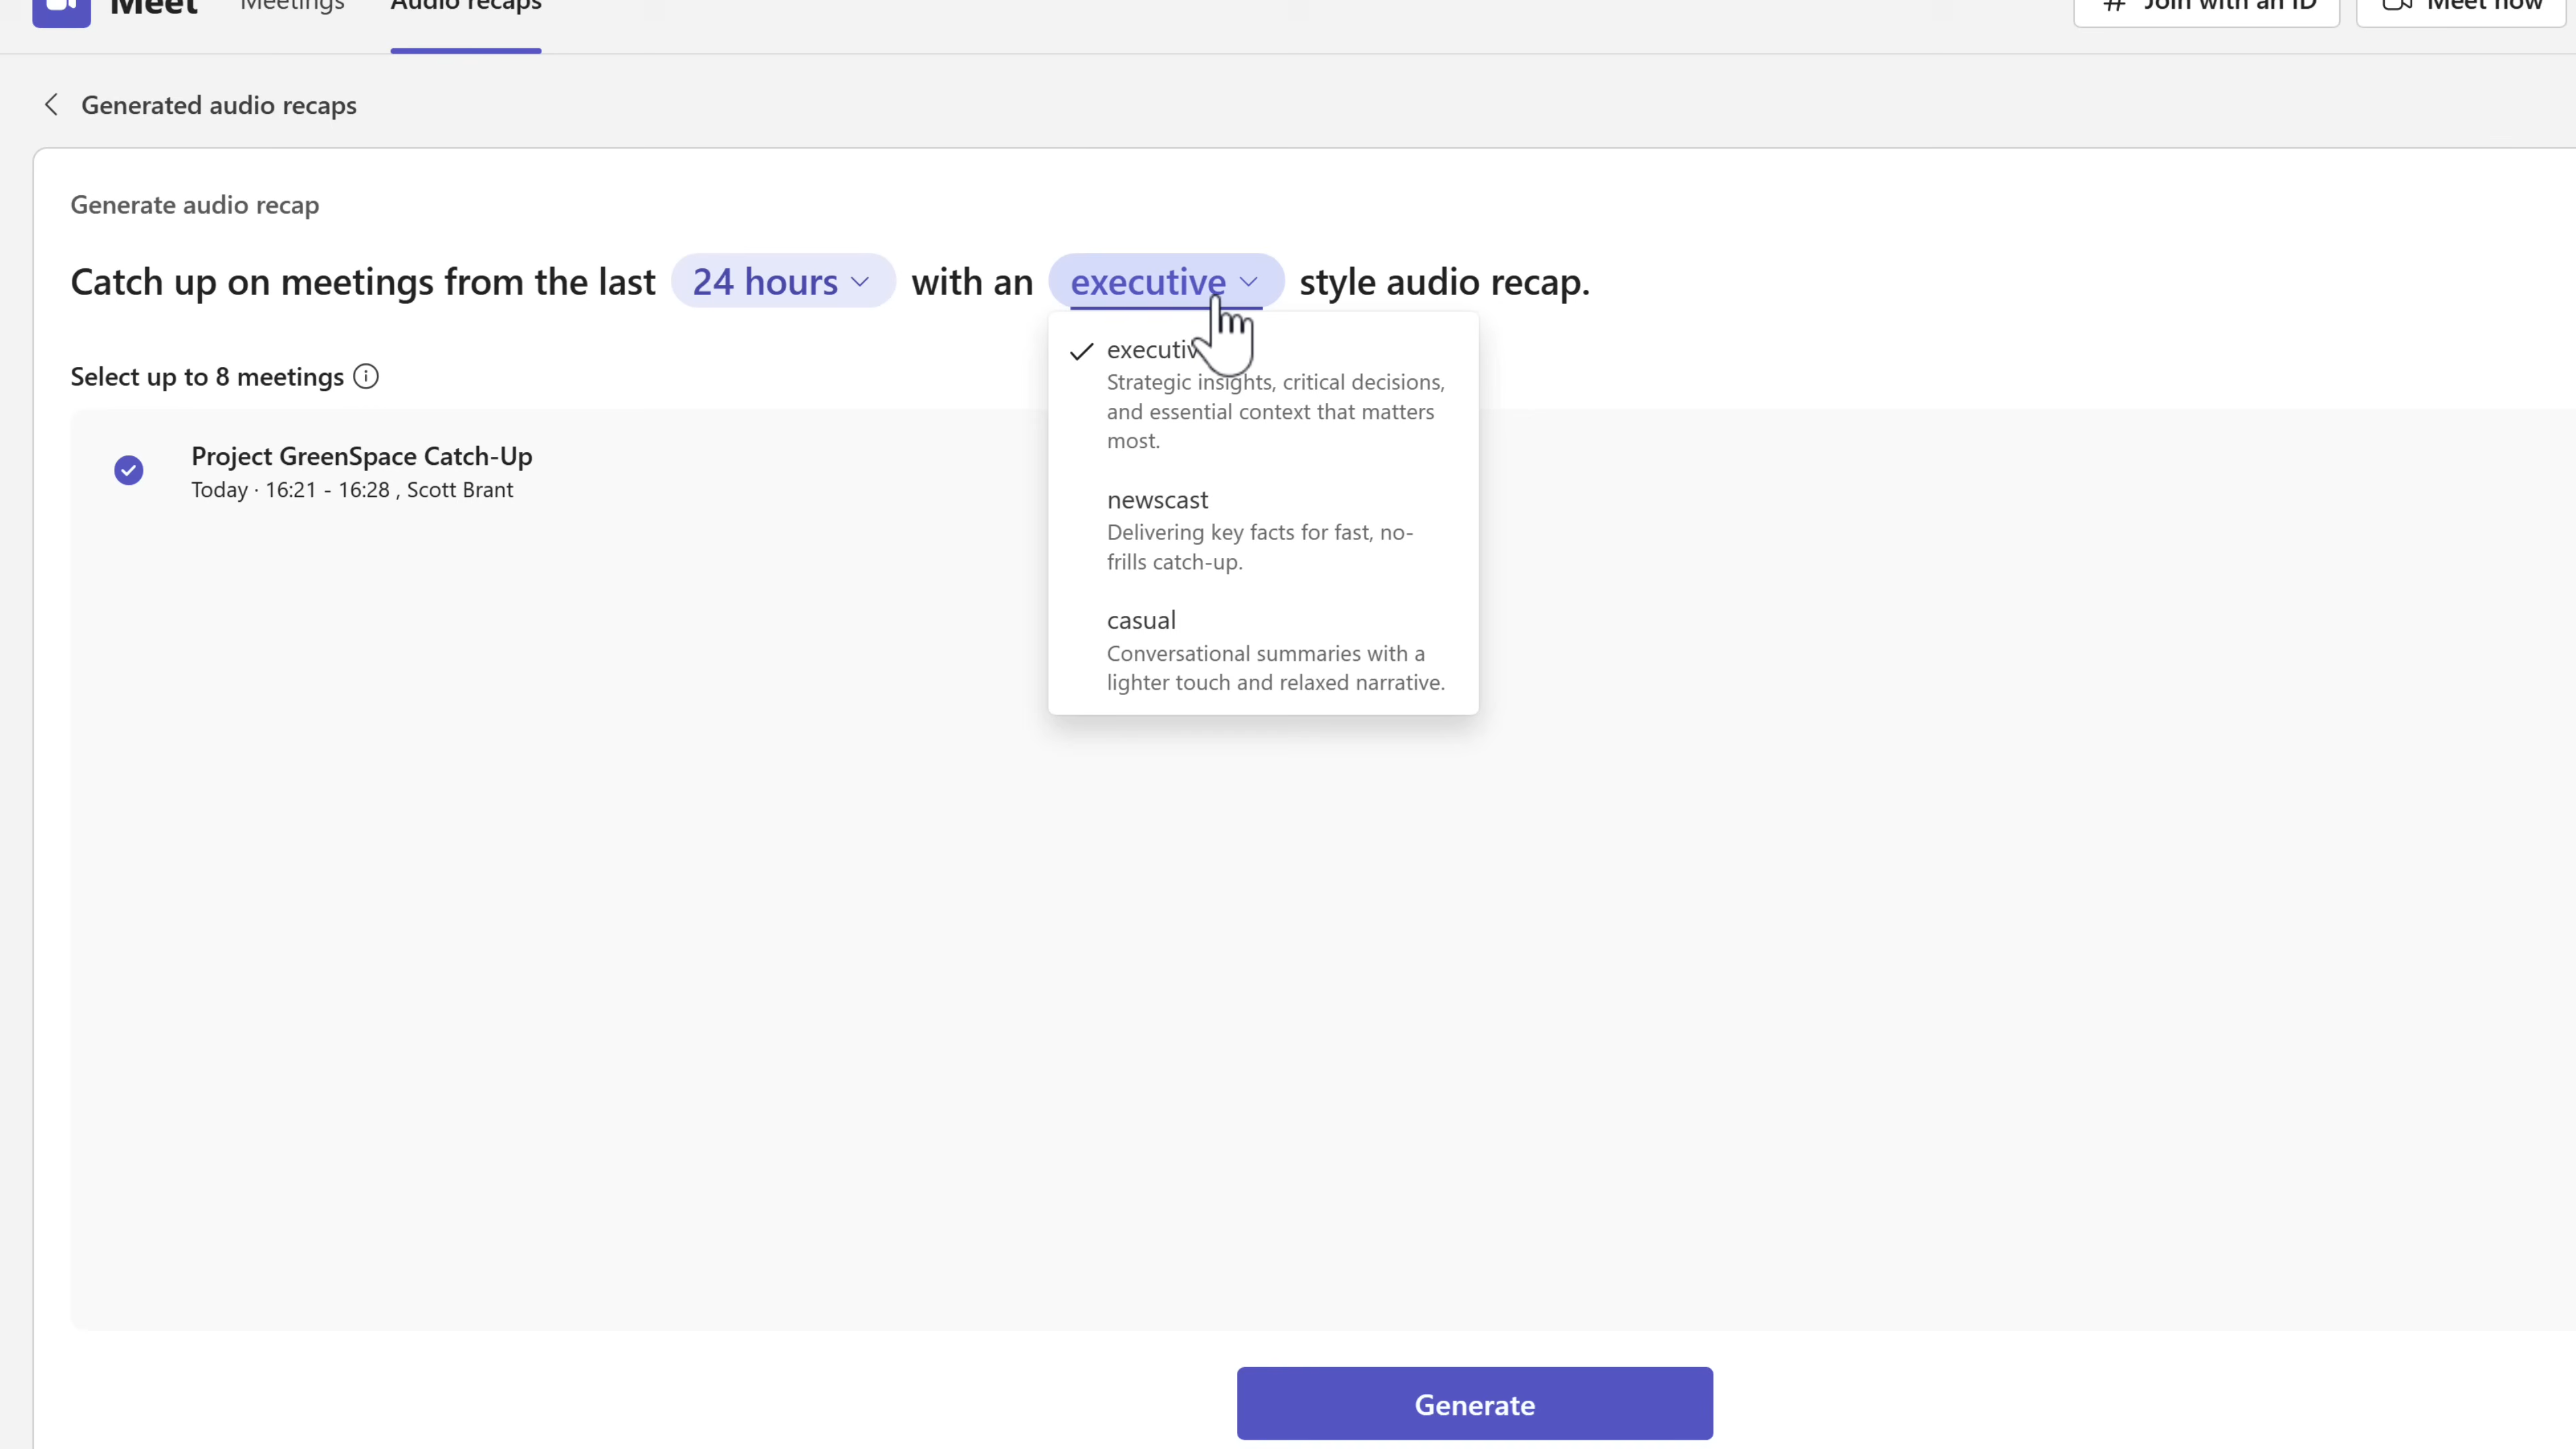 Meet Meetings Audio recaps # Join with an ID Meet now
Generated audio recaps
Generate audio recap
Catch up on meetings from the last 24 hours with an executive style audio recap.
Select up to 8 meetings
Project GreenSpace Catch-Up
Today · 16:21 - 16:28 , Scott Brant
Strategic insights, critical decisions,
and essential context that matters
most.
newscast
Delivering key facts for fast, no-
frills catch-up.
casual
Conversational summaries with a
lighter touch and relaxed narrative.
Generate